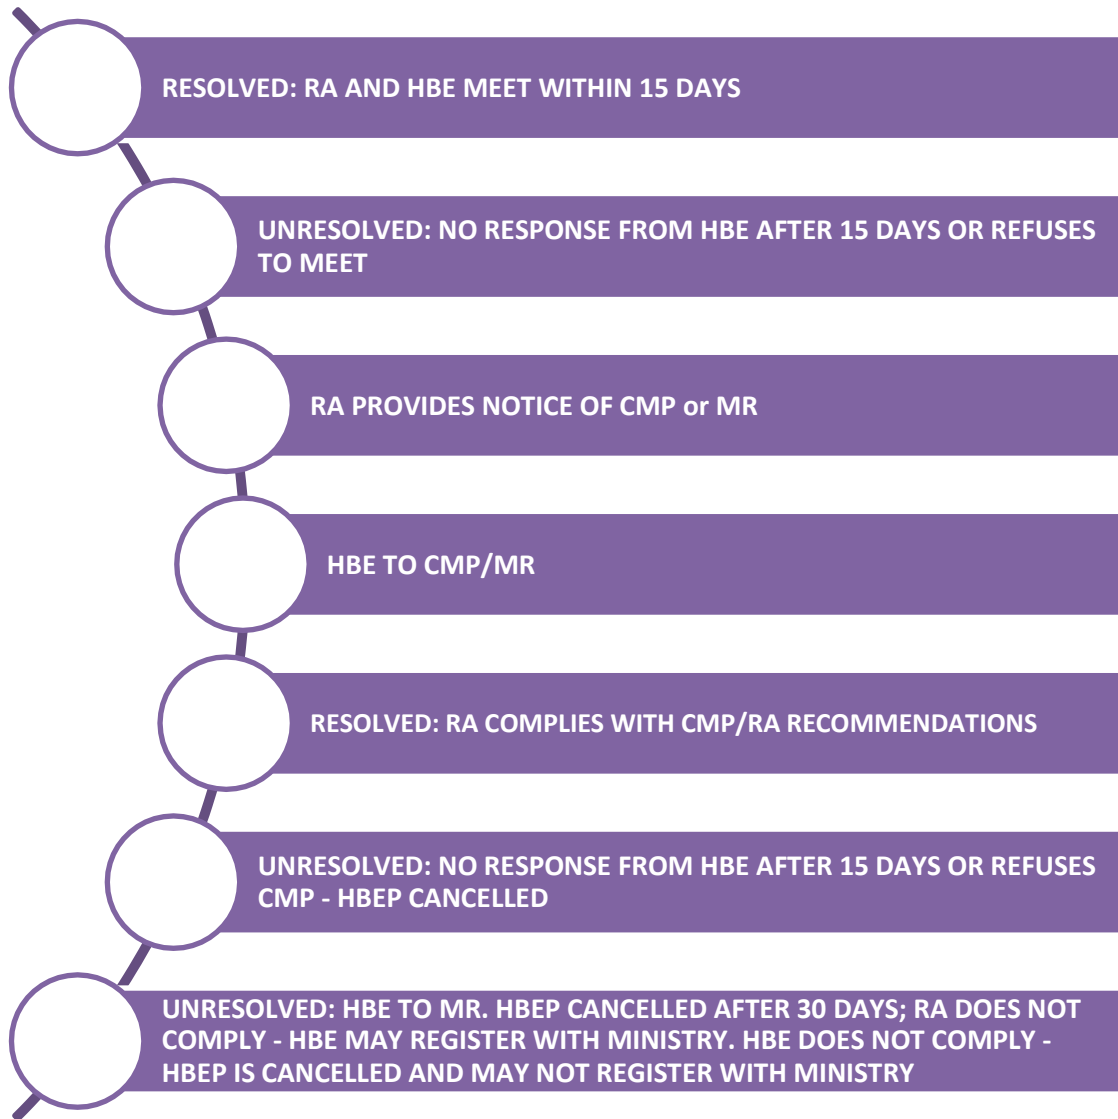 RESOLVED: RA AND HBE MEET WITHIN 15 DAYS
UNRESOLVED: NO RESPONSE FROM HBE AFTER 15 DAYS OR REFUSES
TO MEET
RA PROVIDES NOTICE OF CMP or MR
HBE TO CMP/MR
RESOLVED: RA COMPLIES WITH CMP/RA RECOMMENDATIONS
UNRESOLVED: NO RESPONSE FROM HBE AFTER 15 DAYS OR REFUSES
CMP - HBEP CANCELLED
UNRESOLVED: HBE TO MR. HBEP CANCELLED AFTER 30 DAYS; RA DOES NOT
COMPLY - HBE MAY REGISTER WITH MINISTRY. HBE DOES NOT COMPLY -
HBEP IS CANCELLED AND MAY NOT REGISTER WITH MINISTRY